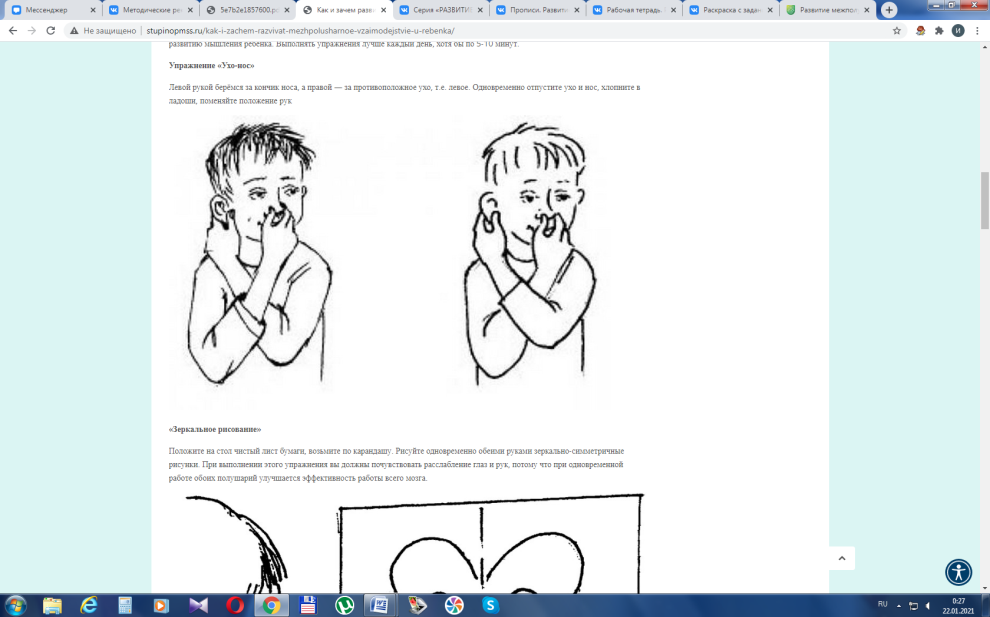 Мессенджер
Методические ре
5e7b2e1857600.pd
Как и зачем разв
Серия «РАЗВИТИ
Прописи. Развити
Рабочая тетрадь.
Раскраска с задан
Развитие межпол
Не защищено
stupinopmss.ru/kak-i-zachem-razvivat-mezhpolusharnoe-vzaimodejstvie-u-rebenka/
И
развитию мышления ребенка. Выполнять упражнения лучше каждый день, хотя бы по 5-10 минут.
Упражнение «Ухо-нос»
Левой рукой берёмся за кончик носа, а правой — за противоположное ухо, т.е. левое. Одновременно отпустите ухо и нос, хлопните в
ладоши, поменяйте положение рук
«Зеркальное рисование»
Положите на стол чистый лист бумаги, возьмите по карандашу. Рисуйте одновременно обеими руками зеркально-симметричные
рисунки. При выполнении этого упражнения вы должны почувствовать расслабление глаз и рук, потому что при одновременной
работе обоих полушарий улучшается эффективность работы всего мозга.
RU
0:27
22.01.2021